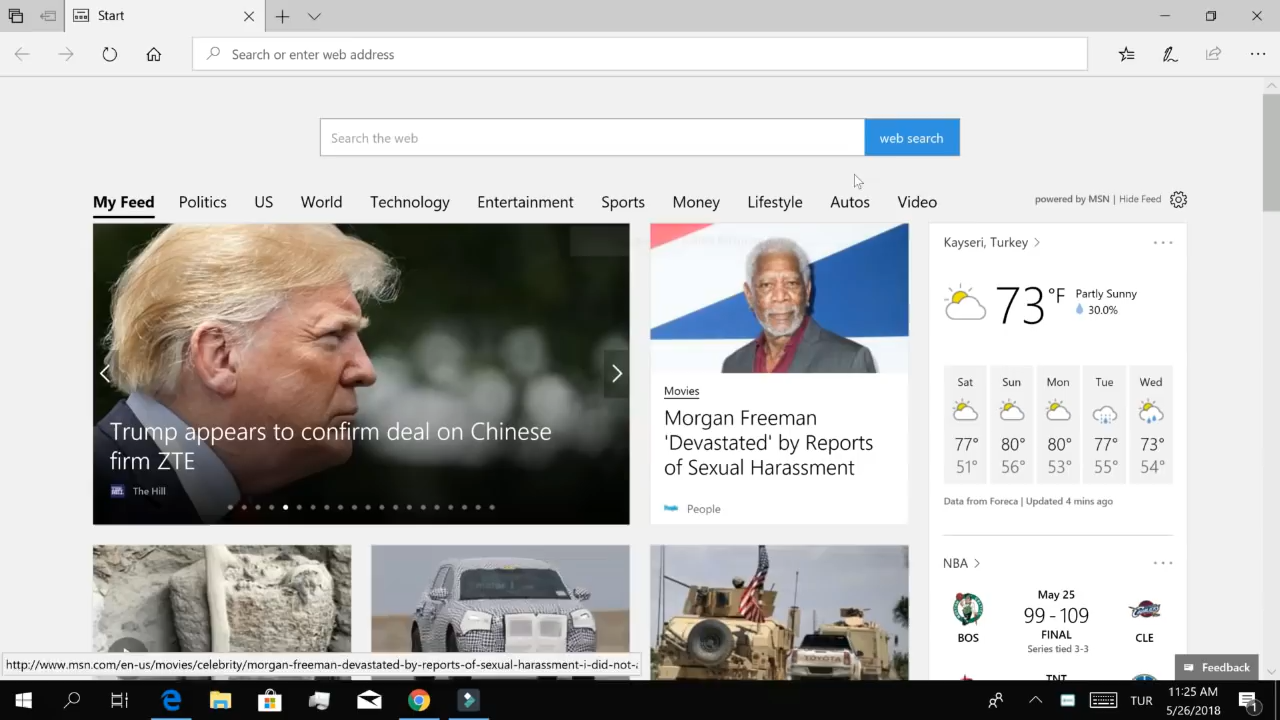 Start
Search or enter web address
Search the web
web search
My Feed Politics US World Technology Entertainment Sports Money Lifestyle Autos Video
powered by MSN | Hide Feed
Trump appears to confirm deal on Chinese
firm ZTE
The Hill
Movies
Morgan Freeman
'Devastated' by Reports
of Sexual Harassment
People
Kayseri, Turkey
73°F
Partly Sunny
30.0%
Sat Sun Mon Tue Wed
77° 80° 80° 77° 73°
51° 56° 53° 55° 54°
Data from Foreca | Updated 4 mins ago
NBA
May 25
99 - 109
FINAL
Series tied 3-3
BOS
CLE
TNT
TOYOTA
Feedback
http://www.msn.com/en-us/movies/celebrity/morgan-freeman-devastated-by-reports-of-sexual-harassment-i-did-not-
TUR
11:25 AM
5/26/2018
1